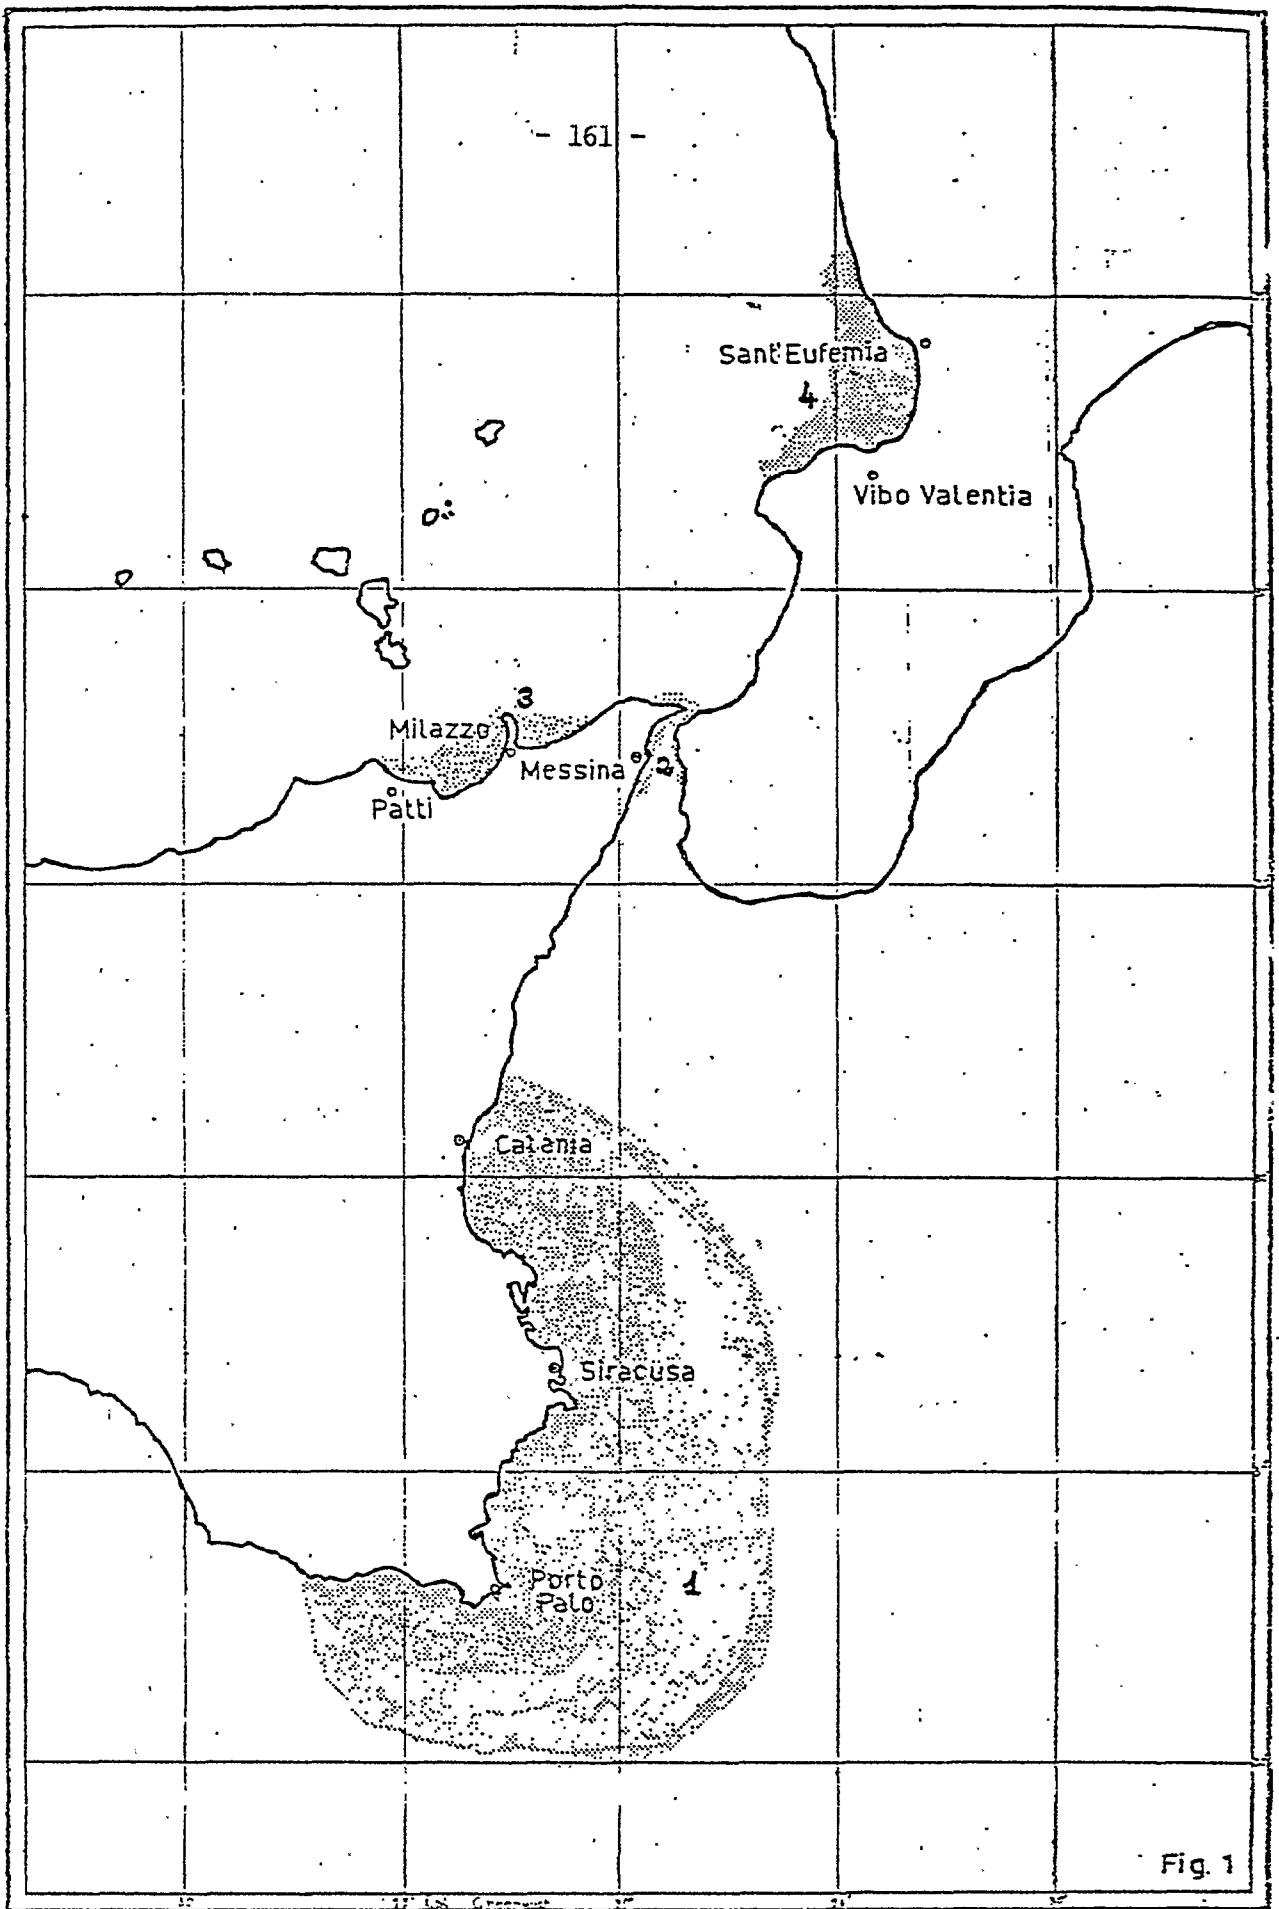 - 161 -
Sant'Eufemia
4
Vibo Valentia
3
Milazzo
Messina
2
Patti
Catania
Siracusa
Porto
Palo
1
Fig. 1